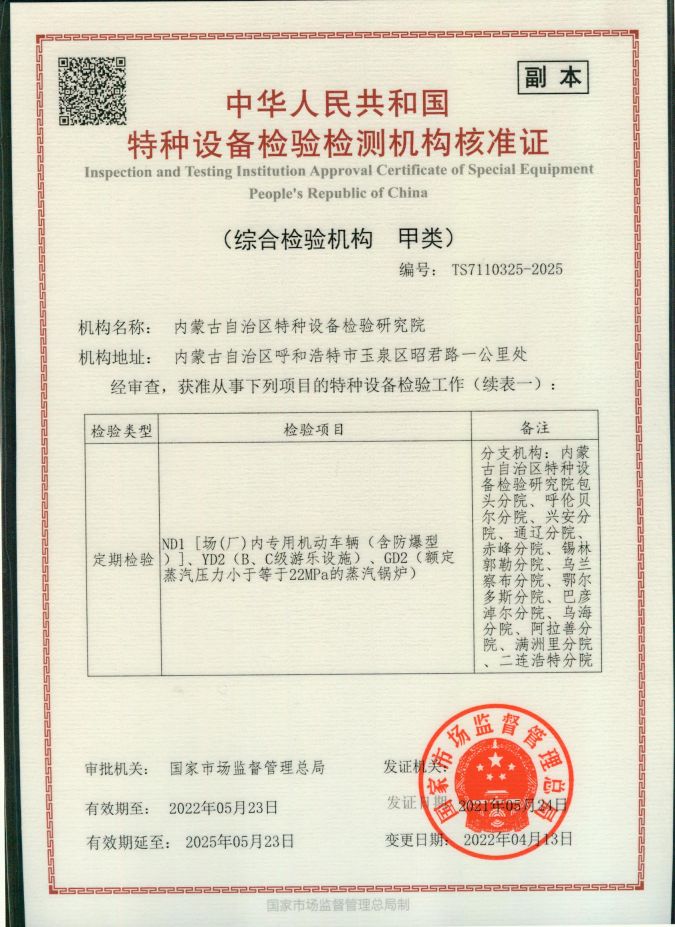 副 本
中华人民共和国
特种设备检验检测机构核准证
Inspection and Testing Institution Approval Certificate of Special Equipment
People's Republic of China
（综合检验机构 甲类）
编号： TS7110325-2025
机构名称： 内蒙古自治区特种设备检验研究院
机构地址： 内蒙古自治区呼和浩特市玉泉区昭君路一公里处
经审查，获准从事下列项目的特种设备检验工作（续表一）：
检验类型 检验项目 备注
定期检验
ND1 [场(厂)内专用机动车辆（含防爆型
）]、YD2（B、C级游乐设施）、GD2（额定
蒸汽压力小于等于22MPa的蒸汽锅炉）
分支机构：内蒙
古自治区特种设
备检验研究院包
头分院、呼伦贝
尔分院、兴安分
院、通辽分院、
赤峰分院、锡林
郭勒分院、乌兰
察布分院、鄂尔
多斯分院、巴彦
淖尔分院、乌海
分院、阿拉善分
院、满洲里分院
、二连浩特分院
审批机关： 国家市场监督管理总局
发证机关：
有效期至： 2022年05月23日
发证日期： 2021年05月24日
有效期延至： 2025年05月23日
变更日期： 2022年04月13日
国家市场监督管理总局
国家市场监督管理总局制